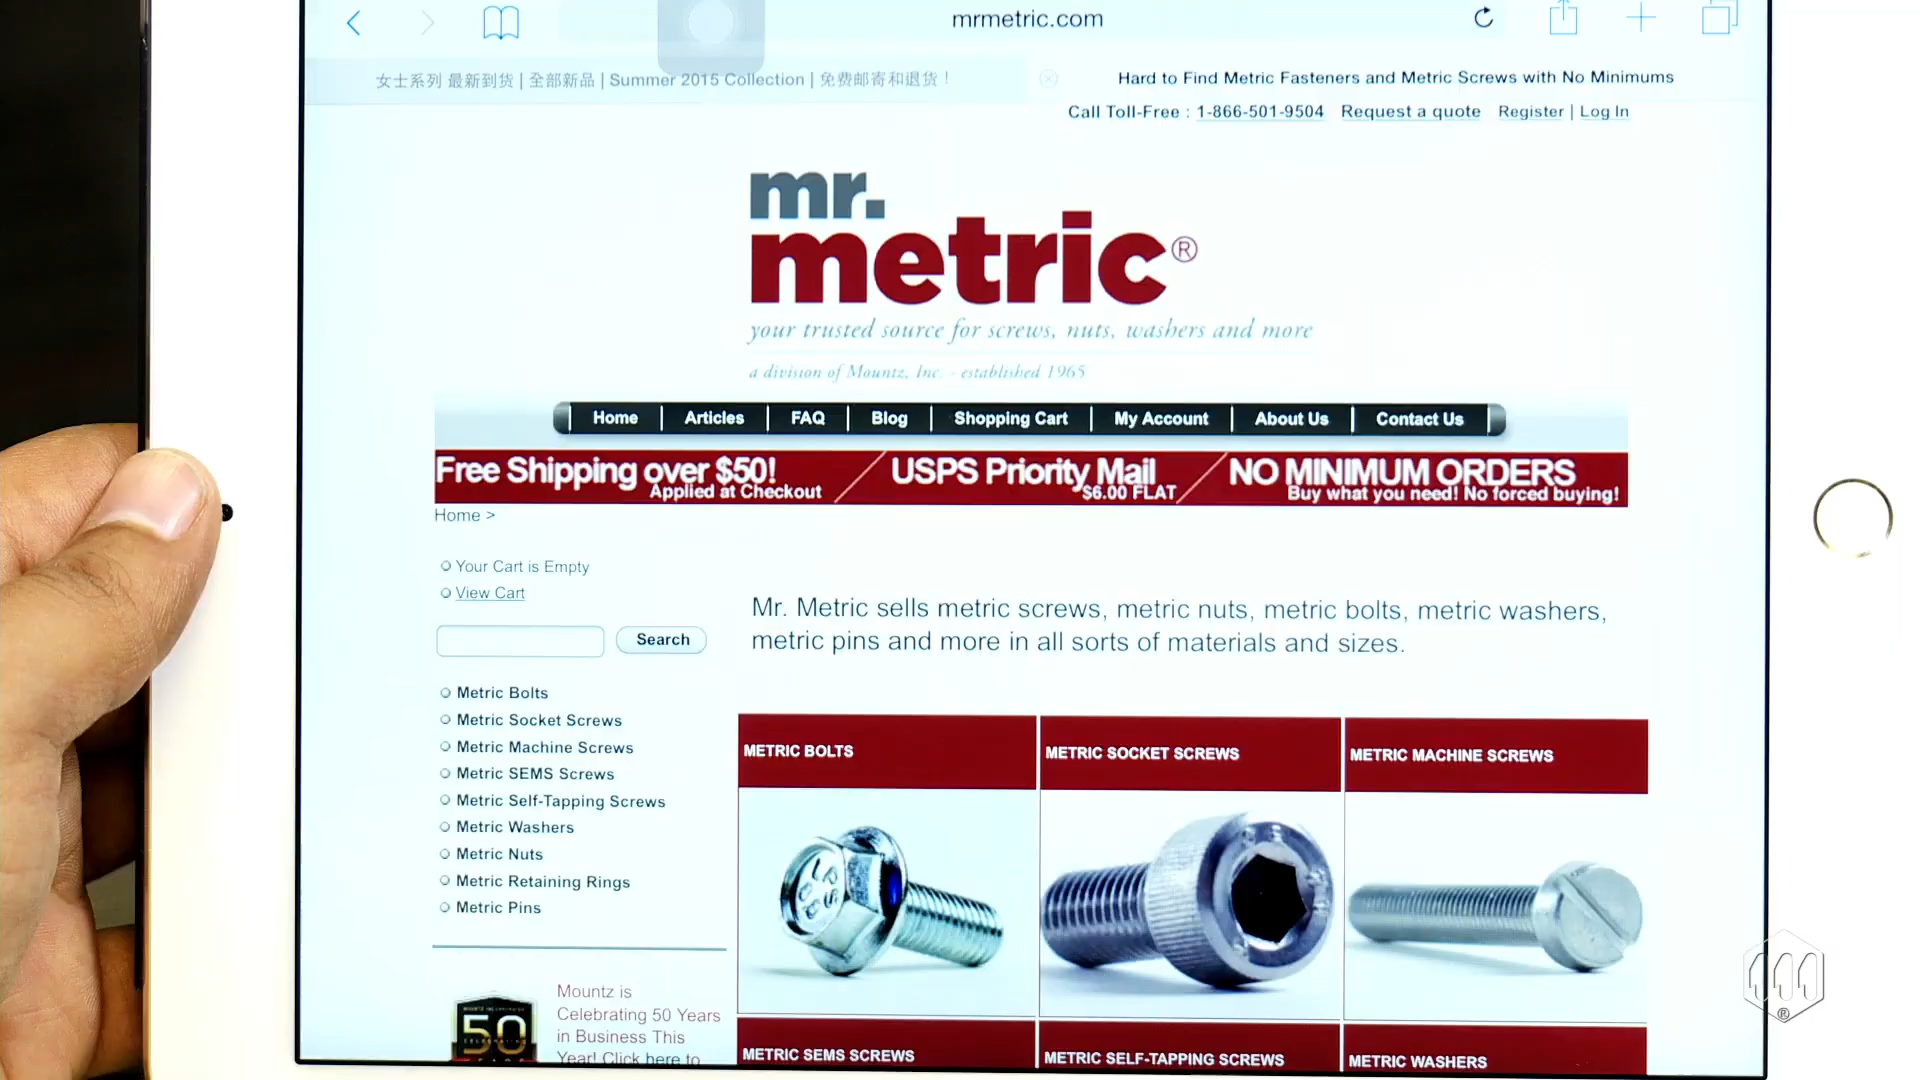 mrmetric.com
女士系列 最新到货 | 全部新品 | Summer 2015 Collection | 免费邮寄和退货！
Hard to Find Metric Fasteners and Metric Screws with No Minimums
Call Toll-Free : 1-866-501-9504 Request a quote Register | Log In
mr.
metric®
your trusted source for screws, nuts, washers and more
a division of Mountz, Inc. - established 1965
Home | Articles | FAQ | Blog | Shopping Cart | My Account | About Us | Contact Us
Free Shipping over $50!
Applied at Checkout
USPS Priority Mail
$6.00 FLAT
NO MINIMUM ORDERS
Buy what you need! No forced buying!
Home >
Your Cart is Empty
View Cart
Search
Mr. Metric sells metric screws, metric nuts, metric bolts, metric washers,
metric pins and more in all sorts of materials and sizes.
Metric Bolts
Metric Socket Screws
Metric Machine Screws
Metric SEMS Screws
Metric Self-Tapping Screws
Metric Washers
Metric Nuts
Metric Retaining Rings
Metric Pins
Mountz is
Celebrating 50 Years
in Business This
Year! Click here to
50
METRIC BOLTS
METRIC SOCKET SCREWS
METRIC MACHINE SCREWS
METRIC SEMS SCREWS
METRIC SELF-TAPPING SCREWS
METRIC WASHERS
®